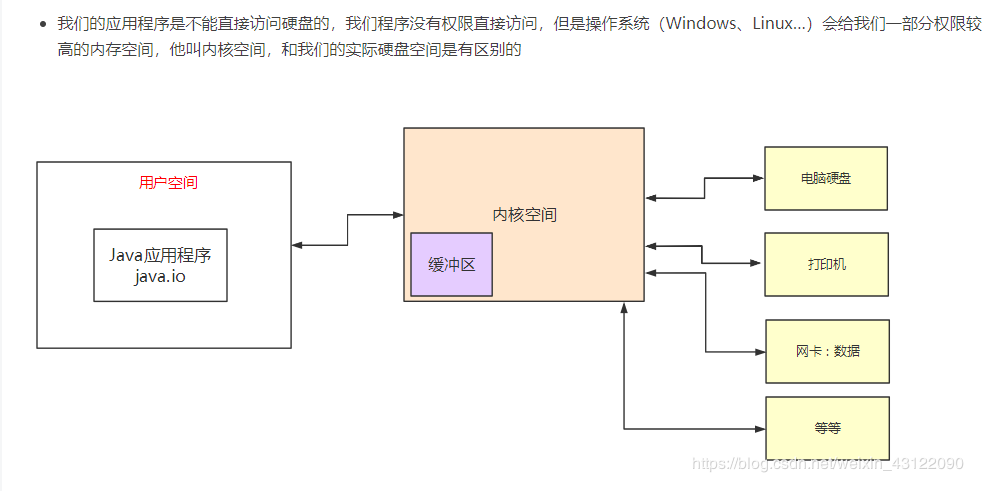 我们的应用程序是不能直接访问硬盘的，我们程序没有权限直接访问，但是操作系统（Windows、Linux...）会给我们一部分权限较
高的内存空间，他叫内核空间，和我们的实际硬盘空间是有区别的
用户空间
Java应用程序
java.io
内核空间
缓冲区
电脑硬盘
打印机
网卡：数据
等等
https://blog.csdn.net/weixin_43122090